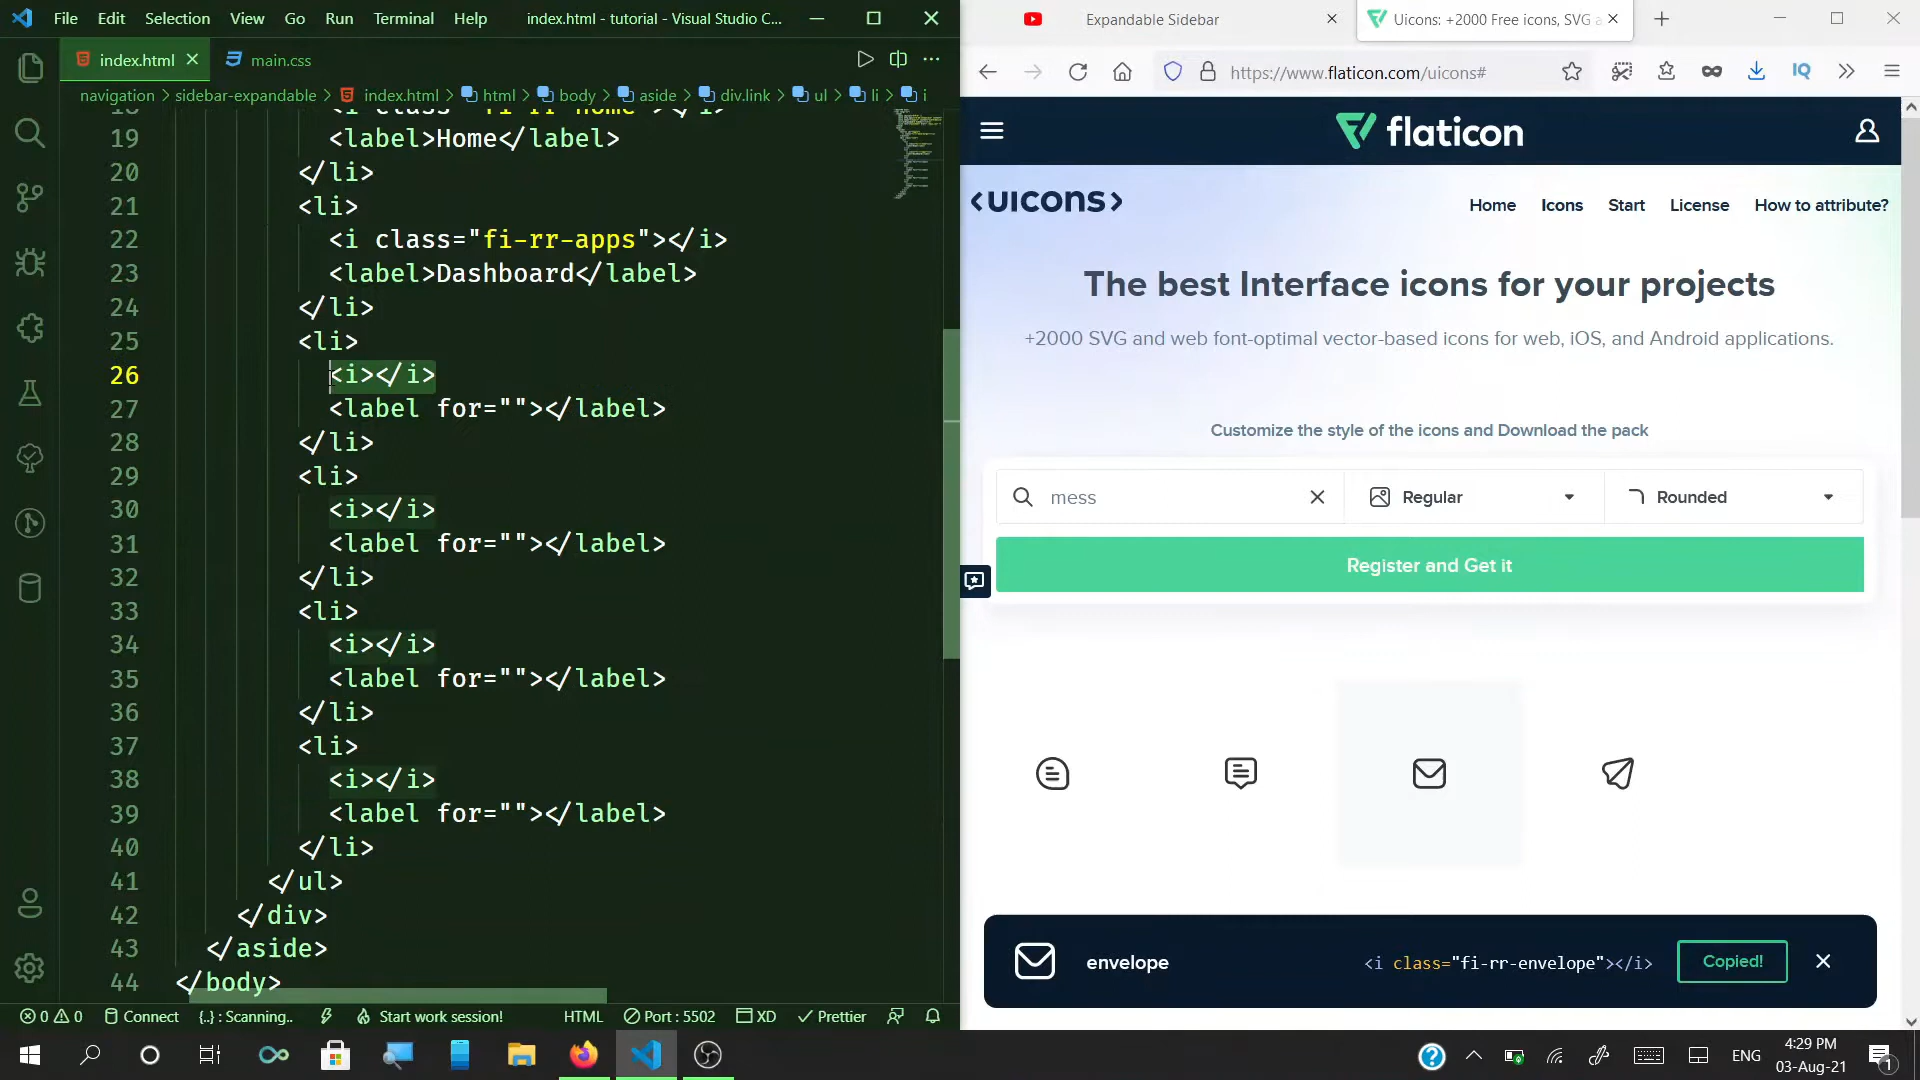 File Edit Selection View Go Run Terminal Help index.html - tutorial - Visual Studio C...
index.html
main.css
navigation > sidebar-expandable > index.html > html > body > aside > div.link > ul > li > i
19 <label>Home</label>
20 </li>
21 <li>
22 <i class="fi-rr-apps"></i>
23 <label>Dashboard</label>
24 </li>
25 <li>
26 <i></i>
27 <label for=""></label>
28 </li>
29 <li>
30 <i></i>
31 <label for=""></label>
32 </li>
33 <li>
34 <i></i>
35 <label for=""></label>
36 </li>
37 <li>
38 <i></i>
39 <label for=""></label>
40 </li>
41 </ul>
42 </div>
43 </aside>
44 </body>
0 0 Connect {..} : Scanning.. Start work session! HTML Port : 5502 XD Prettier
Expandable Sidebar
Uicons: +2000 Free icons, SVG a
https://www.flaticon.com/uicons#
IQ
flaticon
<UICONS>
Home Icons Start License How to attribute?
The best Interface icons for your projects
+2000 SVG and web font-optimal vector-based icons for web, iOS, and Android applications.
Customize the style of the icons and Download the pack
mess
Regular
Rounded
Register and Get it
envelope
<i class="fi-rr-envelope"></i>
Copied!
ENG
4:29 PM
03-Aug-21
1